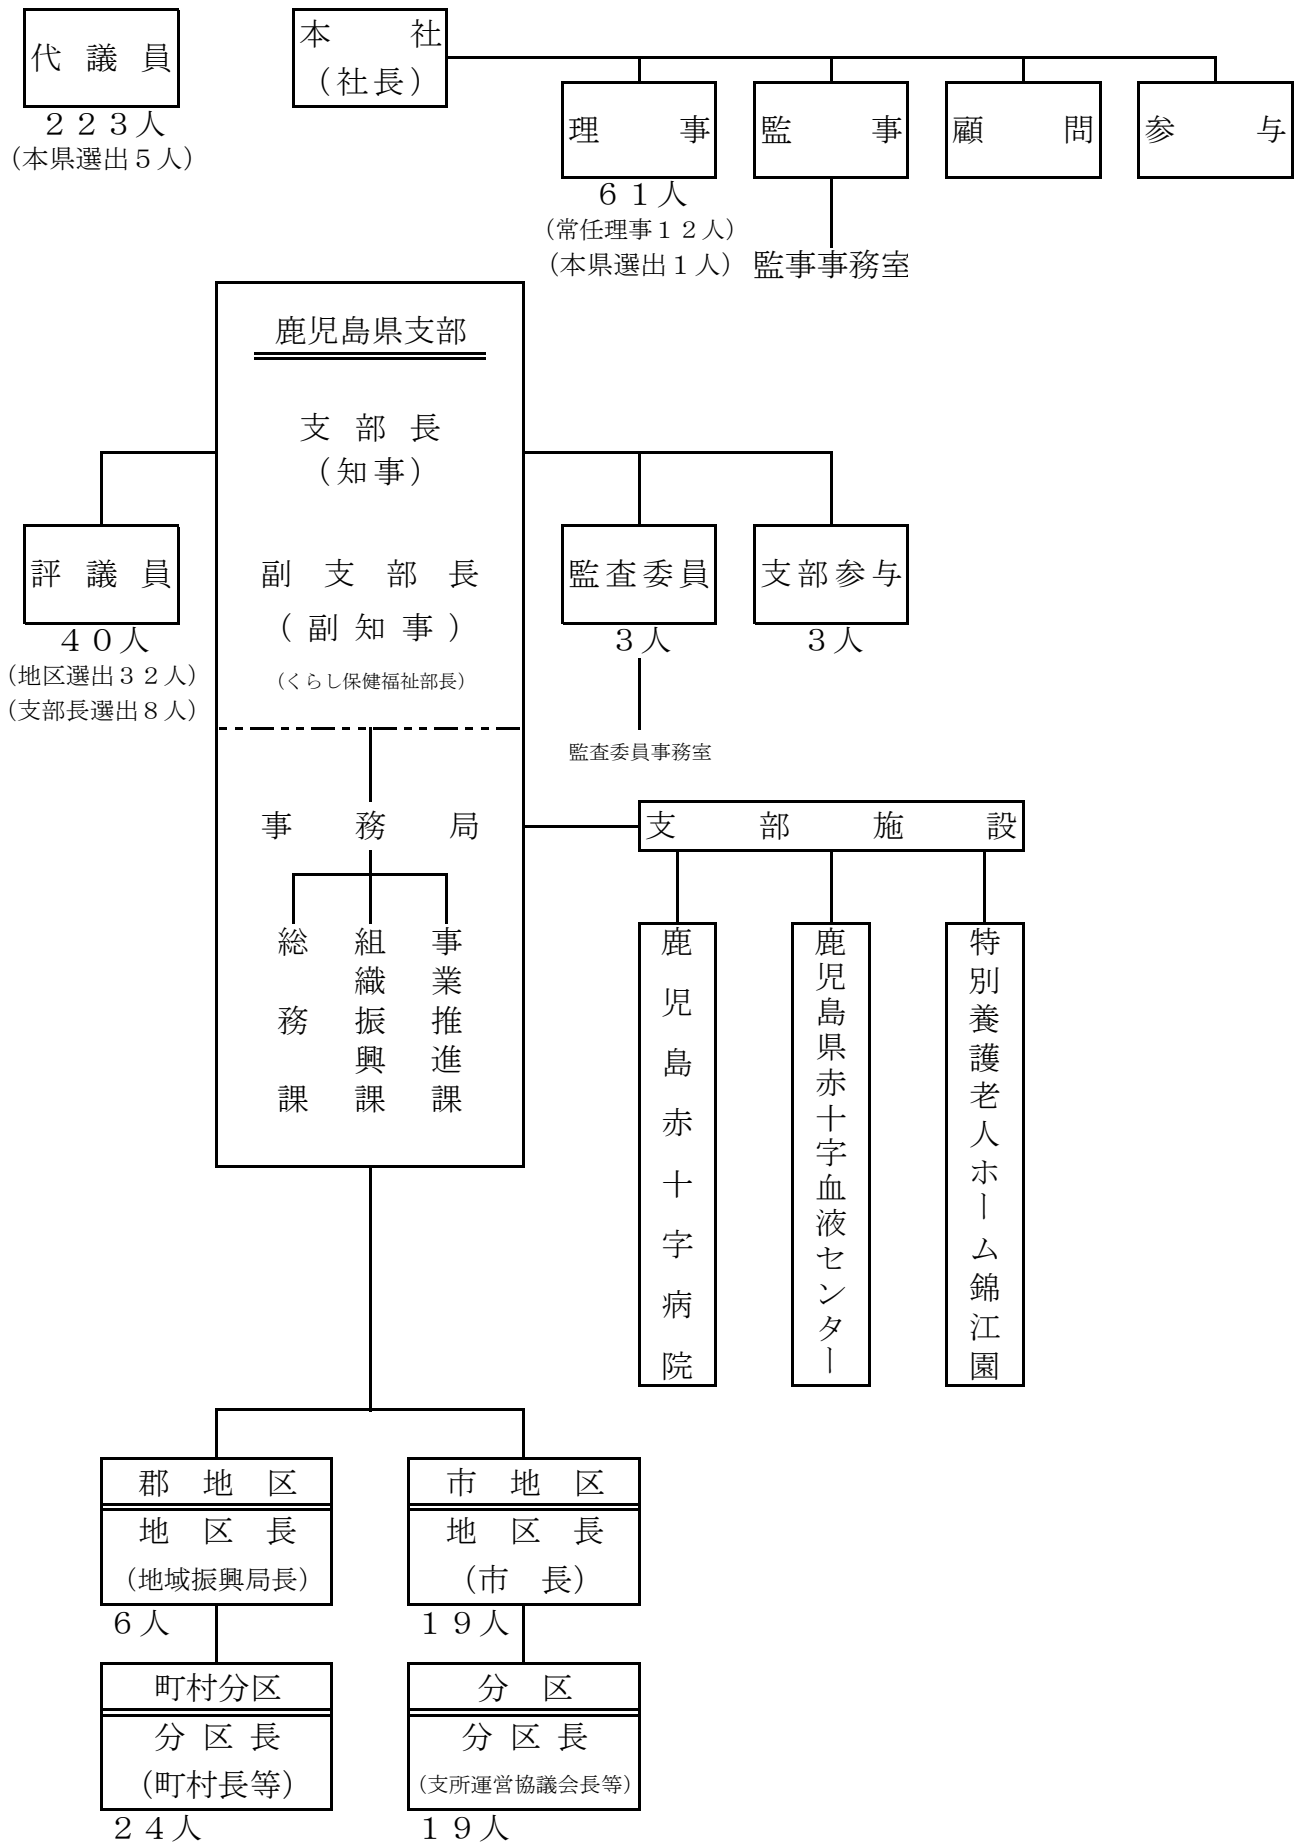 代議員
２２３人
（本県選出５人）
本社
（社長）
理事
６１人
（常任理事１２人）
（本県選出１人）
監事
監事事務室
顧問
参与
鹿児島県支部
支部長
（知事）
副支部長
（副知事）
（くらし保健福祉部長）
事務局
総務課
組織振興課
事業推進課
評議員
４０人
（地区選出３２人）
（支部長選出８人）
監査委員
３人
監査委員事務室
支部参与
３人
支部施設
鹿児島赤十字病院
鹿児島県赤十字血液センター
特別養護老人ホーム錦江園
郡地区
地区長
（地域振興局長）
６人
市地区
地区長
（市長）
１９人
町村分区
分区長
（町村長等）
２４人
分区
分区長
（支所運営協議会長等）
１９人